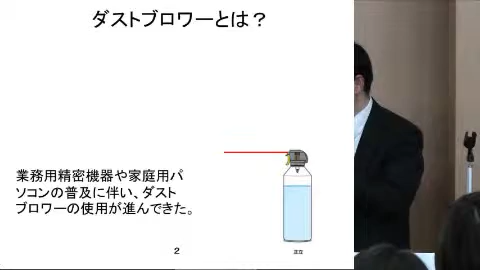 ダストブロワーとは？
業務用精密機器や家庭用パ
ソコンの普及に伴い、ダスト
ブロワーの使用が進んできた。
2
正立